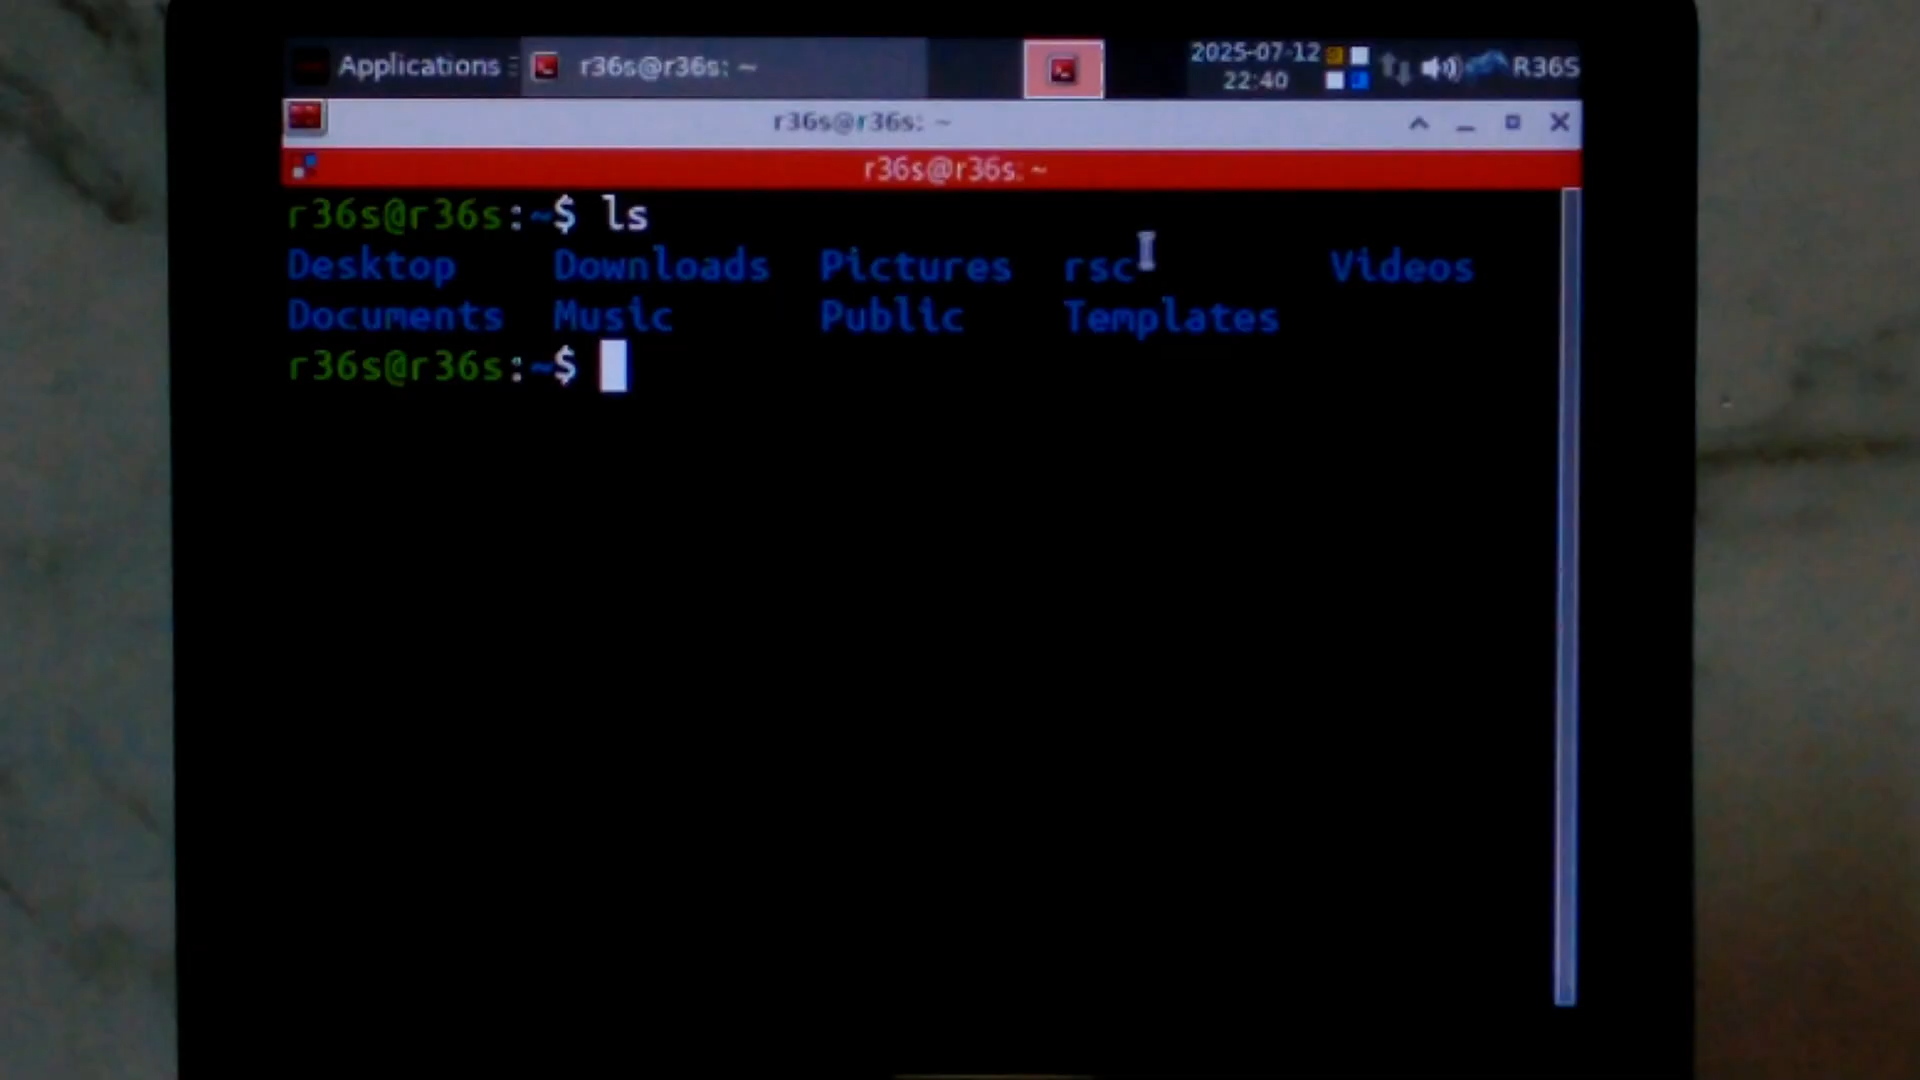 Applications r36s@r36s: ~ 2025-07-12 R36S
22:40
r36s@r36s: ~
r36s@r36s: ~
r36s@r36s:~$ ls
Desktop Downloads Pictures rsc Videos
Documents Music Public Templates
r36s@r36s:~$